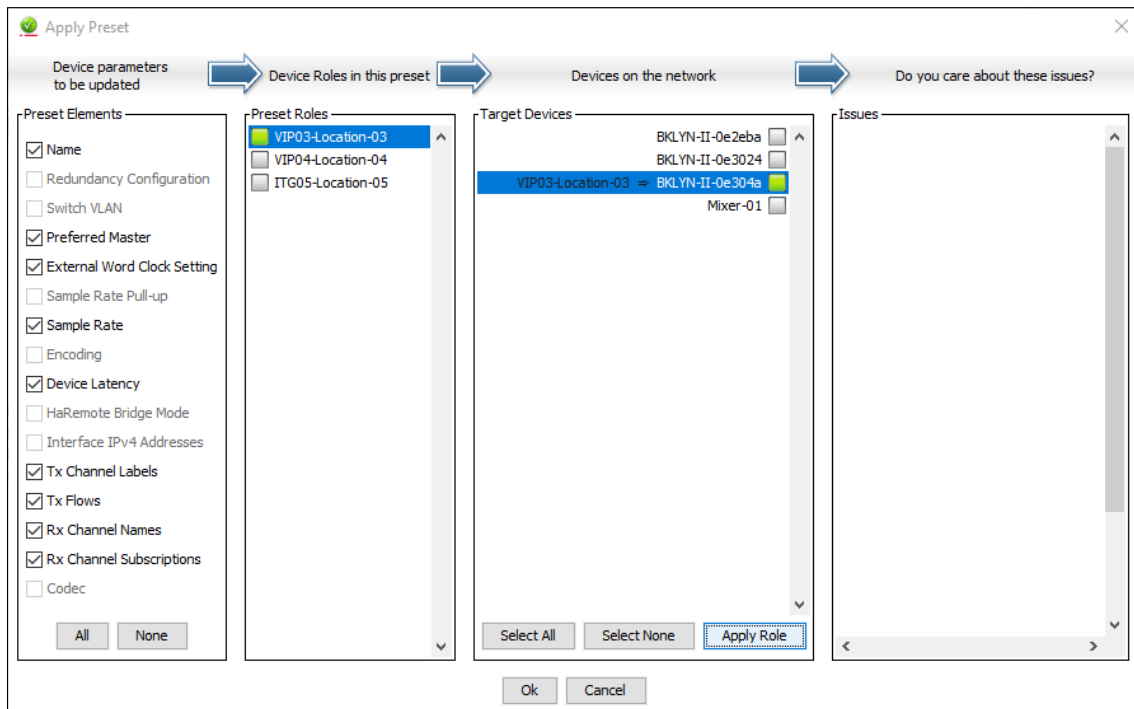 Apply Preset
Device parameters
to be updated
Device Roles in this preset
Devices on the network
Do you care about these issues?
Preset Elements
Name
Redundancy Configuration
Switch VLAN
Preferred Master
External Word Clock Setting
Sample Rate Pull-up
Sample Rate
Encoding
Device Latency
HaRemote Bridge Mode
Interface IPv4 Addresses
Tx Channel Labels
Tx Flows
Rx Channel Names
Rx Channel Subscriptions
Codec
All None
Preset Roles
VIP03-Location-03
VIP04-Location-04
ITG05-Location-05
Target Devices
BKLYN-II-0e2eba
BKLYN-II-0e3024
VIP03-Location-03 ⇒ BKLYN-II-0e304a
Mixer-01
Select All Select None Apply Role
Issues
Ok Cancel